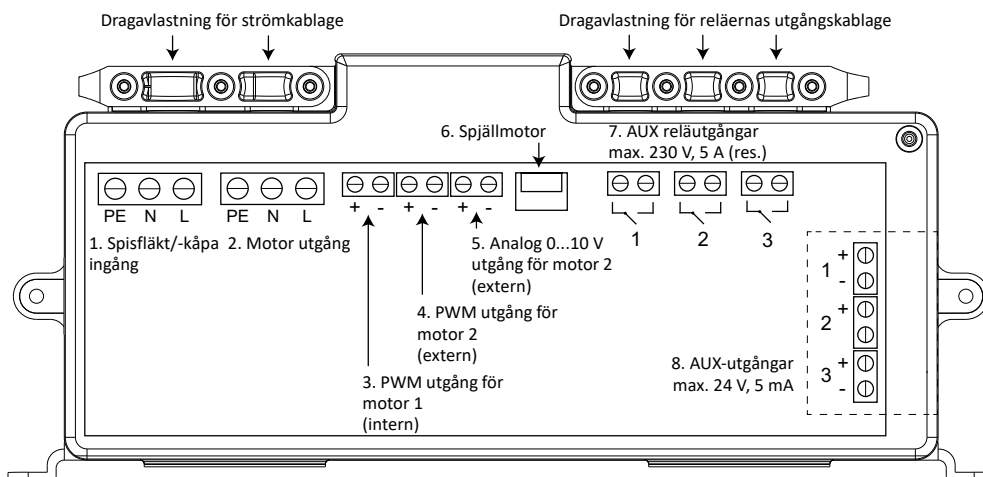 Dragavlastning för strömkablage
Dragavlastning för reläernas utgångskablage
6. Spjällmotor
7. AUX reläutgångar
max. 230 V, 5 A (res.)
PE N L
PE N L
+ - + - + -
1 2 3
1. Spisfläkt/-kåpa
ingång
2. Motor utgång
5. Analog 0...10 V
utgång för motor 2
(extern)
4. PWM utgång för
motor 2
(extern)
3. PWM utgång för
motor 1
(intern)
8. AUX-utgångar
max. 24 V, 5 mA
1 +
-
2 +
3 +
-